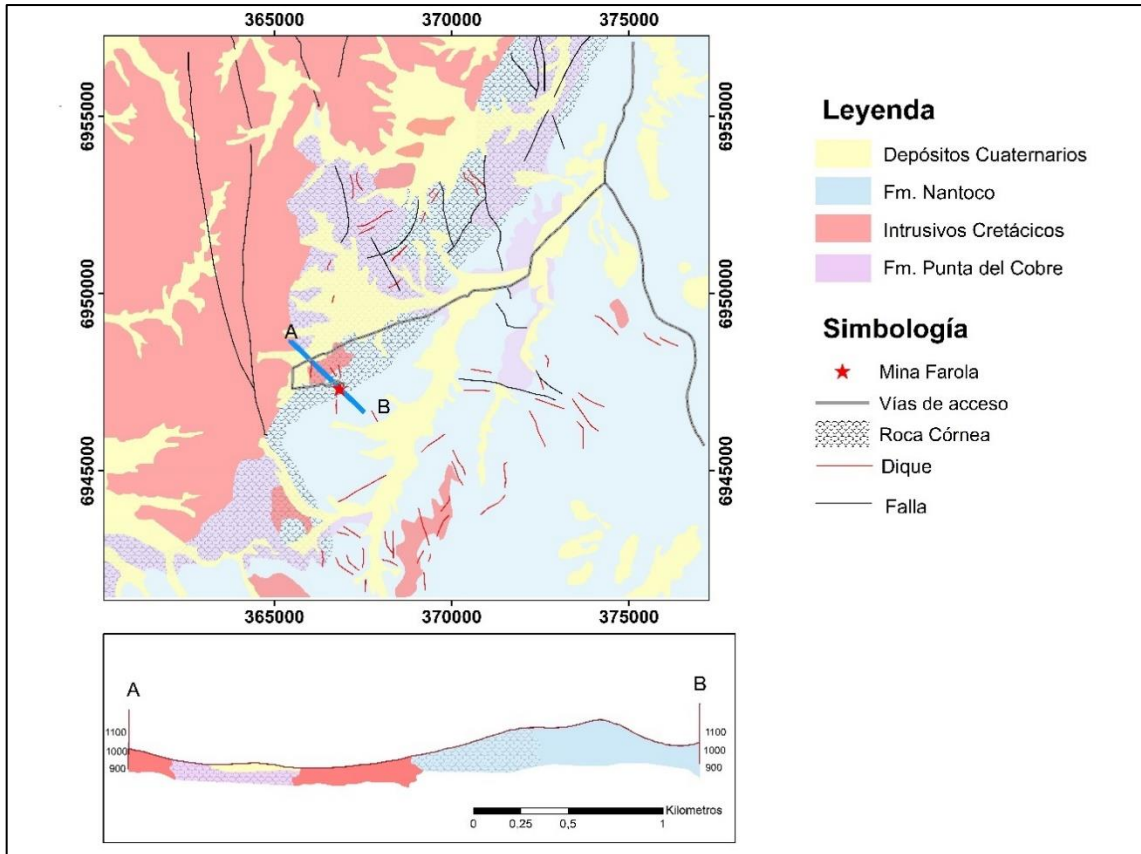 365000 370000 375000
6955000
6950000
6945000
A
B
365000 370000 375000
Leyenda
Depósitos Cuaternarios
Fm. Nantoco
Intrusivos Cretácicos
Fm. Punta del Cobre
Simbología
Mina Farola
Vías de acceso
Roca Córnea
Dique
Falla
6955000
6950000
6945000
A B
1100 1100
1000 1000
900 900
Kilometros
0 0,25 0,5 1